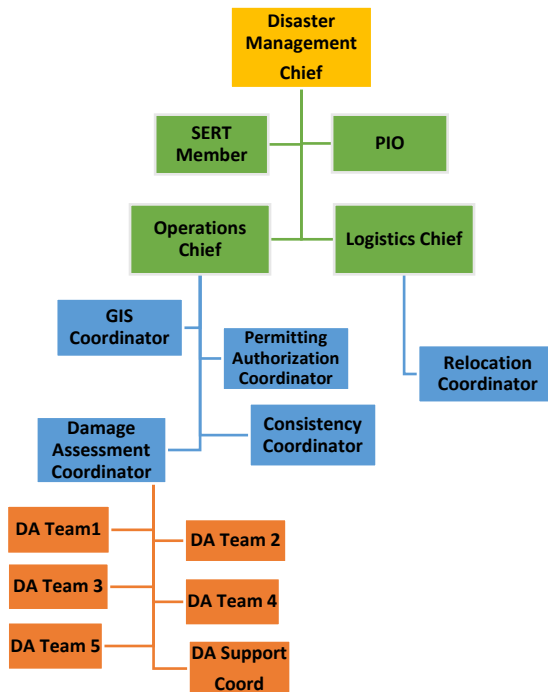 Disaster
Management
Chief
SERT
Member
PIO
Operations
Chief
Logistics Chief
GIS
Coordinator
Permitting
Authorization
Coordinator
Relocation
Coordinator
Damage
Assessment
Coordinator
Consistency
Coordinator
DA Team1
DA Team 2
DA Team 3
DA Team 4
DA Team 5
DA Support
Coord